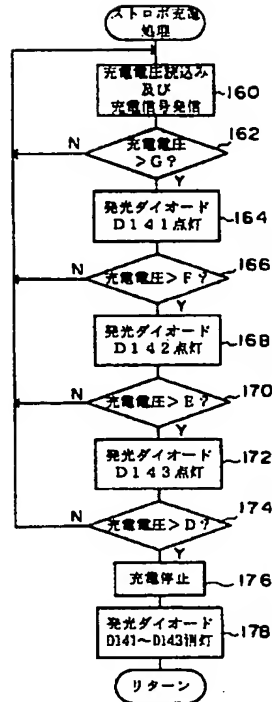 ストロボ充電
処理
充電電圧読込み
及び
充電信号発信
160
充電電圧
>G?
162
N
Y
発光ダイオード
D141点灯
164
充電電圧>F?
166
N
Y
発光ダイオード
D142点灯
168
充電電圧>E?
170
N
Y
発光ダイオード
D143点灯
172
充電電圧>D?
174
N
Y
充電停止
176
発光ダイオード
D141~D143消灯
178
リターン